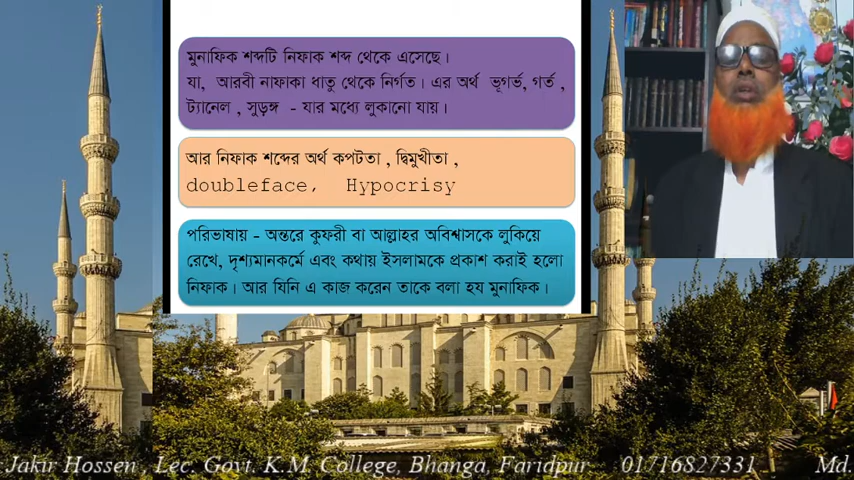 মুনাফিক শব্দটি নিফাক শব্দ থেকে এসেছে।
যা, আরবী নাফাকা ধাতু থেকে নির্গত। এর অর্থ ভূগর্ভ, গর্ত ,
ট্যানেল , সুড়ঙ্গ - যার মধ্যে লুকানো যায়।
আর নিফাক শব্দের অর্থ কপটতা , দ্বিমুখীতা ,
doubleface, Hypocrisy
পরিভাষায় - অন্তরে কুফরী বা আল্লাহর অবিশ্বাসকে লুকিয়ে
রেখে, দৃশ্যমানকর্মে এবং কথায় ইসলামকে প্রকাশ করাই হলো
নিফাক। আর যিনি এ কাজ করেন তাকে বলা হয মুনাফিক।
Jakir Hossen , Lec. Govt. K.M. College, Bhanga, Faridpur 01716827331 Md.